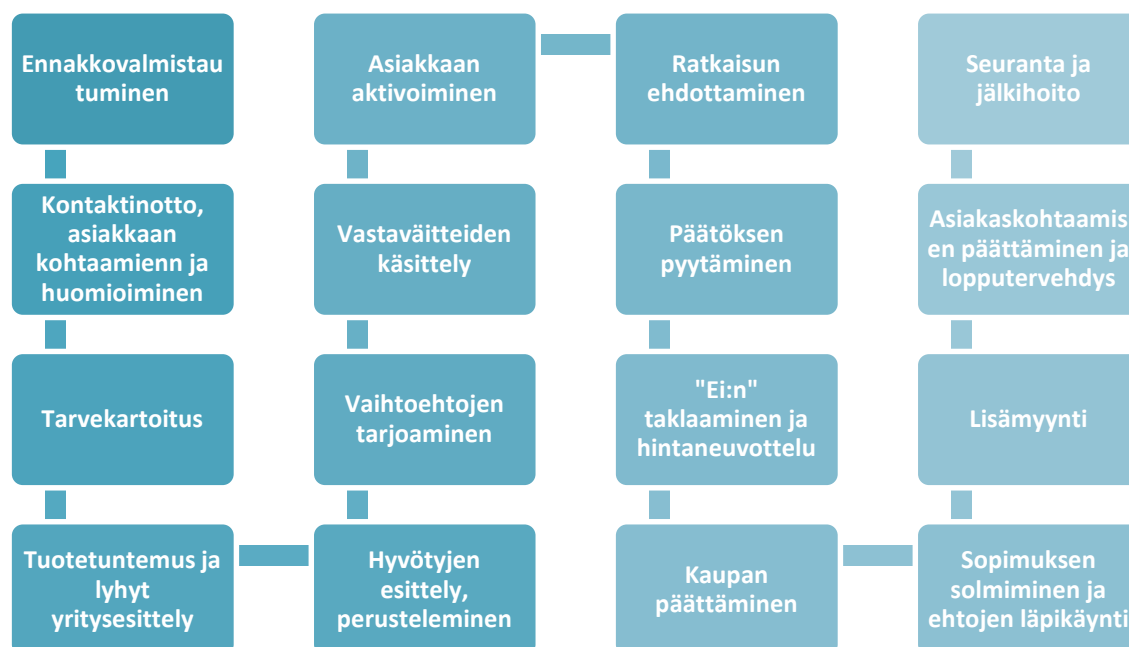 Ennakkovalmistau
tuminen
Kontaktinotto,
asiakkaan
kohtaamienn ja
huomioiminen
Tarvekartoitus
Tuotetuntemus ja
lyhyt
yritysesittely
Hyvötyjen
esittely,
perusteleminen
Vaihtoehtojen
tarjoaminen
Vastaväitteiden
käsittely
Asiakkaan
aktivoiminen
Ratkaisun
ehdottaminen
Päätöksen
pyytäminen
"Ei:n"
taklaaminen ja
hintaneuvottelu
Kaupan
päättäminen
Sopimuksen
solmiminen ja
ehtojen läpikäynti
Lisämyynti
Asiakaskohtaamis
en päättäminen ja
lopputervehdys
Seuranta ja
jälkihoito